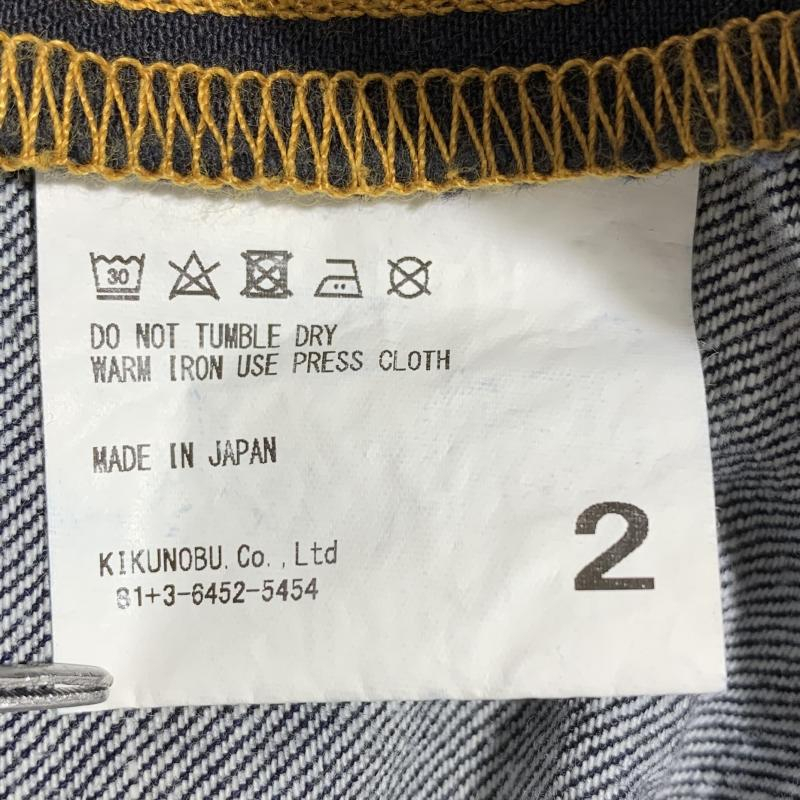 30
DO NOT TUMBLE DRY
WARM IRON USE PRESS CLOTH
MADE IN JAPAN
2
KIKUNOBU.Co.,Ltd
81+3-6452-5454